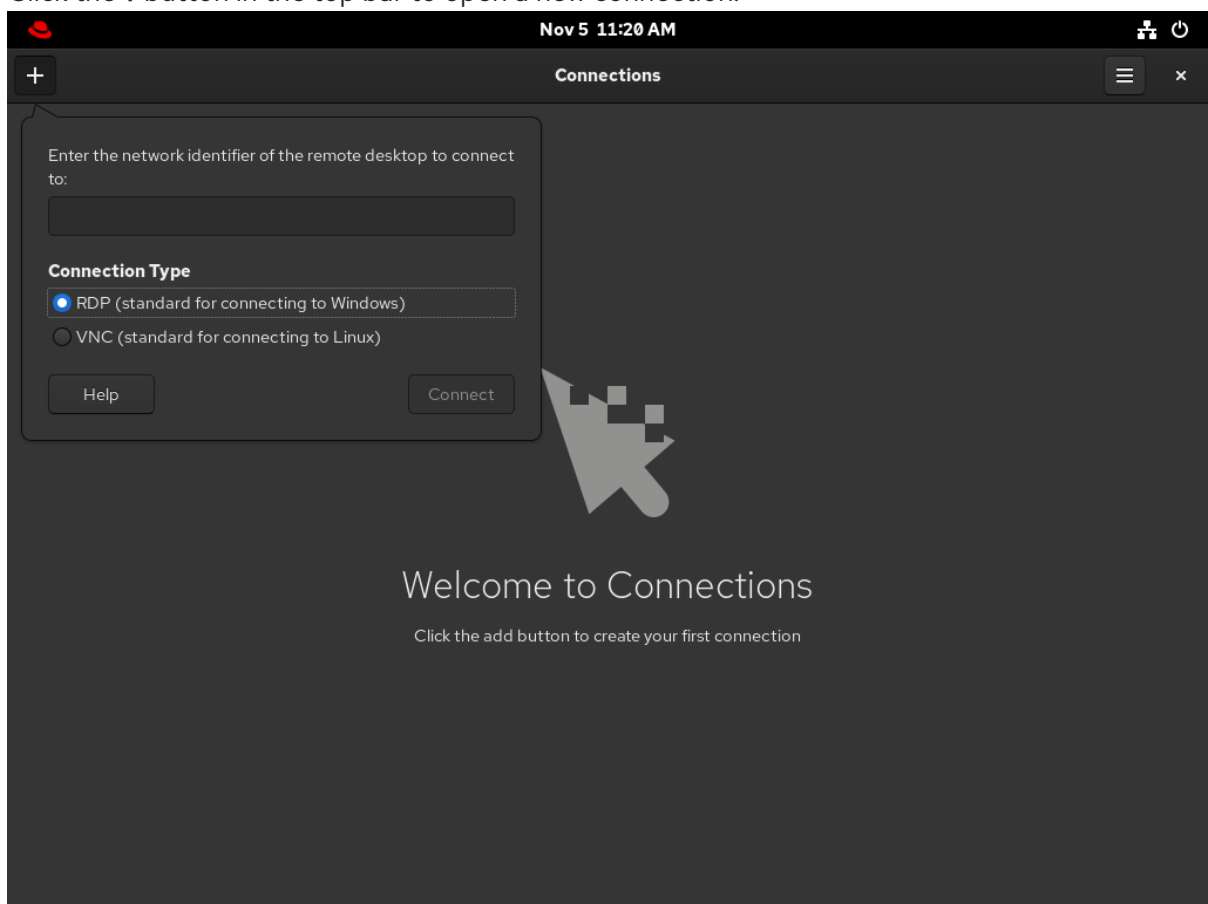 Nov 5 11:20 AM
Connections
Enter the network identifier of the remote desktop to connect
to:
Connection Type
RDP (standard for connecting to Windows)
VNC (standard for connecting to Linux)
Help
Connect
Welcome to Connections
Click the add button to create your first connection